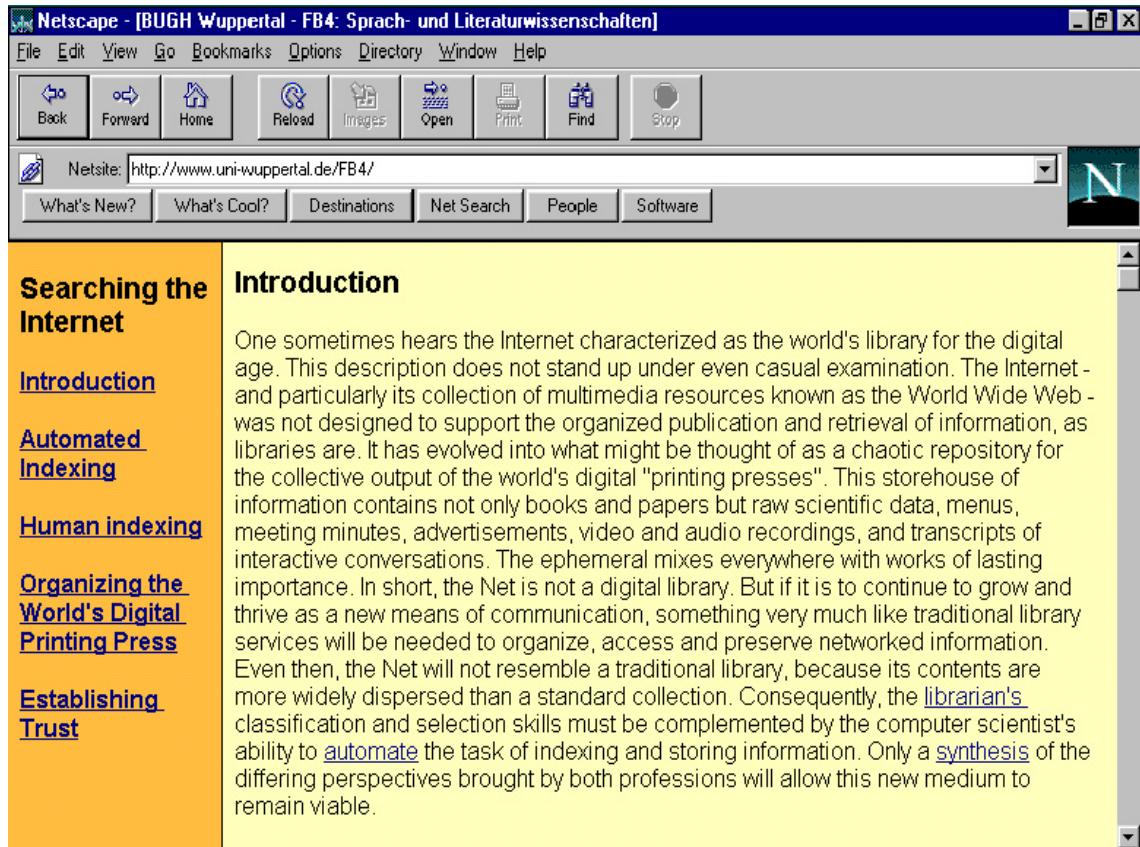 Netscape - [BUGH Wuppertal - FB4: Sprach- und Literaturwissenschaften]
File Edit View Go Bookmarks Options Directory Window Help
Back Forward Home Reload Images Open Print Find Stop
Netsite: http://www.uni-wuppertal.de/FB4/
N
What's New? What's Cool? Destinations Net Search People Software
Searching the
Internet
Introduction
Automated
Indexing
Human indexing
Organizing the
World's Digital
Printing Press
Establishing
Trust
Introduction
One sometimes hears the Internet characterized as the world's library for the digital
age. This description does not stand up under even casual examination. The Internet -
and particularly its collection of multimedia resources known as the World Wide Web -
was not designed to support the organized publication and retrieval of information, as
libraries are. It has evolved into what might be thought of as a chaotic repository for
the collective output of the world's digital "printing presses". This storehouse of
information contains not only books and papers but raw scientific data, menus,
meeting minutes, advertisements, video and audio recordings, and transcripts of
interactive conversations. The ephemeral mixes everywhere with works of lasting
importance. In short, the Net is not a digital library. But if it is to continue to grow and
thrive as a new means of communication, something very much like traditional library
services will be needed to organize, access and preserve networked information.
Even then, the Net will not resemble a traditional library, because its contents are
more widely dispersed than a standard collection. Consequently, the librarian's
classification and selection skills must be complemented by the computer scientist's
ability to automate the task of indexing and storing information. Only a synthesis of the
differing perspectives brought by both professions will allow this new medium to
remain viable.